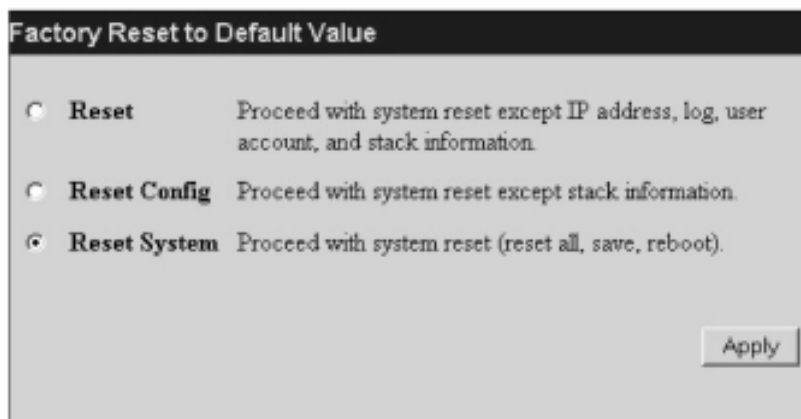 Factory Reset to Default Value
Reset Proceed with system reset except IP address, log, user
account, and stack information.
Reset Config Proceed with system reset except stack information.
Reset System Proceed with system reset (reset all, save, reboot).
Apply